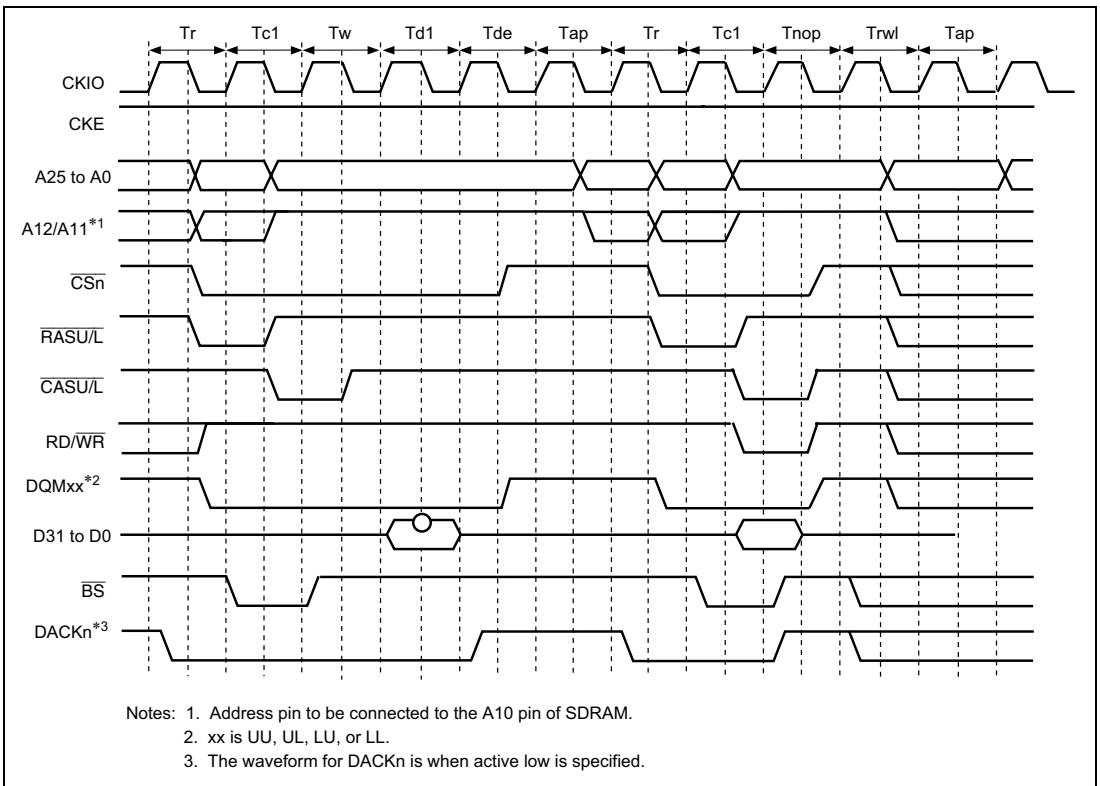 Tr Tc1 Tw Td1 Tde Tap Tr Tc1 Tnop Trwl Tap
CKIO
CKE
A25 to A0
A12/A11*1
CSn
RASU/L
CASU/L
RD/WR
DQMxx*2
D31 to D0
BS
DACKn*3
Notes: 1. Address pin to be connected to the A10 pin of SDRAM.
2. xx is UU, UL, LU, or LL.
3. The waveform for DACKn is when active low is specified.